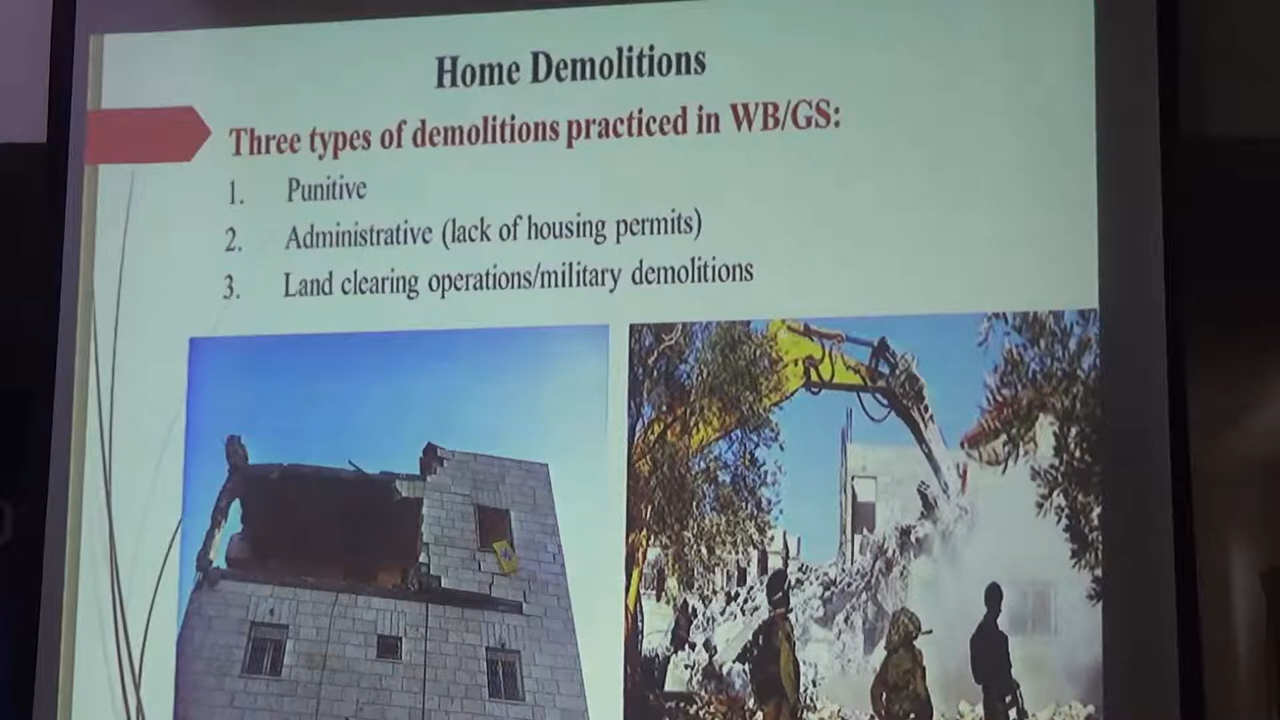 Home Demolitions
Three types of demolitions practiced in WB/GS:
1. Punitive
2. Administrative (lack of housing permits)
3. Land clearing operations/military demolitions